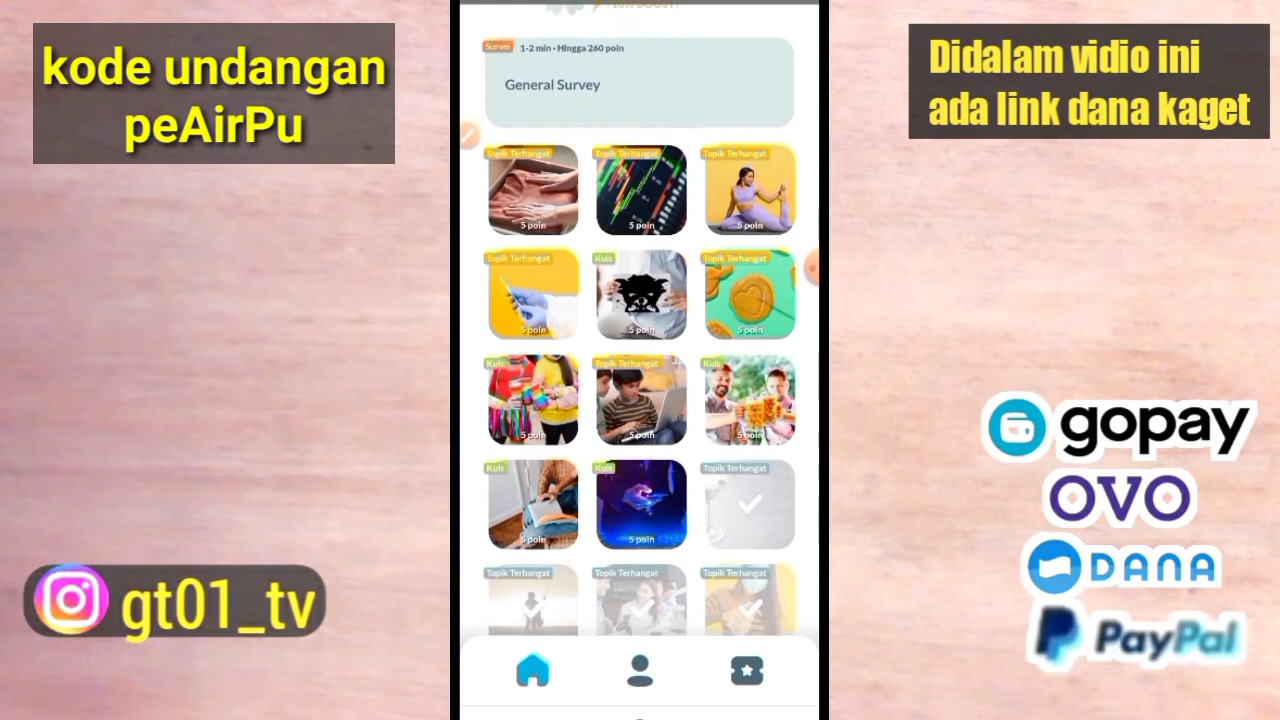 kode undangan
peAirPu
Didalam vidio ini
ada link dana kaget
+10% BOOST!
Survei
1-2 min · Hingga 260 poin
General Survey
Topik Terhangat
Topik Terhangat
Topik Terhangat
5 poin
5 poin
5 poin
Topik Terhangat
Kuis
Topik Terhangat
5 poin
5 poin
5 poin
Kuis
Topik Terhangat
Kuis
5 poin
5 poin
5 poin
Kuis
Kuis
Topik Terhangat
5 poin
5 poin
Topik Terhangat
Topik Terhangat
Topik Terhangat
gopay
OVO
DANA
PayPal
gt01_tv